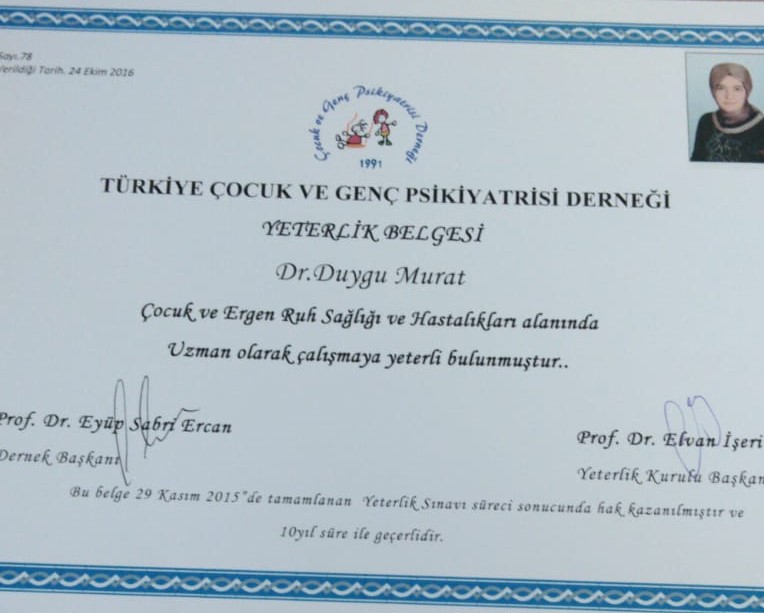 Sayı.78
Verildiği Tarih. 24 Ekim 2016
Çocuk ve Genç Psikiyatrisi Derneği
1991
TÜRKİYE ÇOCUK VE GENÇ PSİKİYATRİSİ DERNEĞİ
YETERLİK BELGESİ
Dr.Duygu Murat
Çocuk ve Ergen Ruh Sağlığı ve Hastalıkları alanında
Uzman olarak çalışmaya yeterli bulunmuştur..
Prof. Dr. Eyüp Sabri Ercan
Dernek Başkanı
Prof. Dr. Elvan İşeri
Yeterlik Kurulu Başkan
Bu belge 29 Kasım 2015"de tamamlanan Yeterlik Sınavı süreci sonucunda hak kazanılmıştır ve
10yıl süre ile geçerlidir.